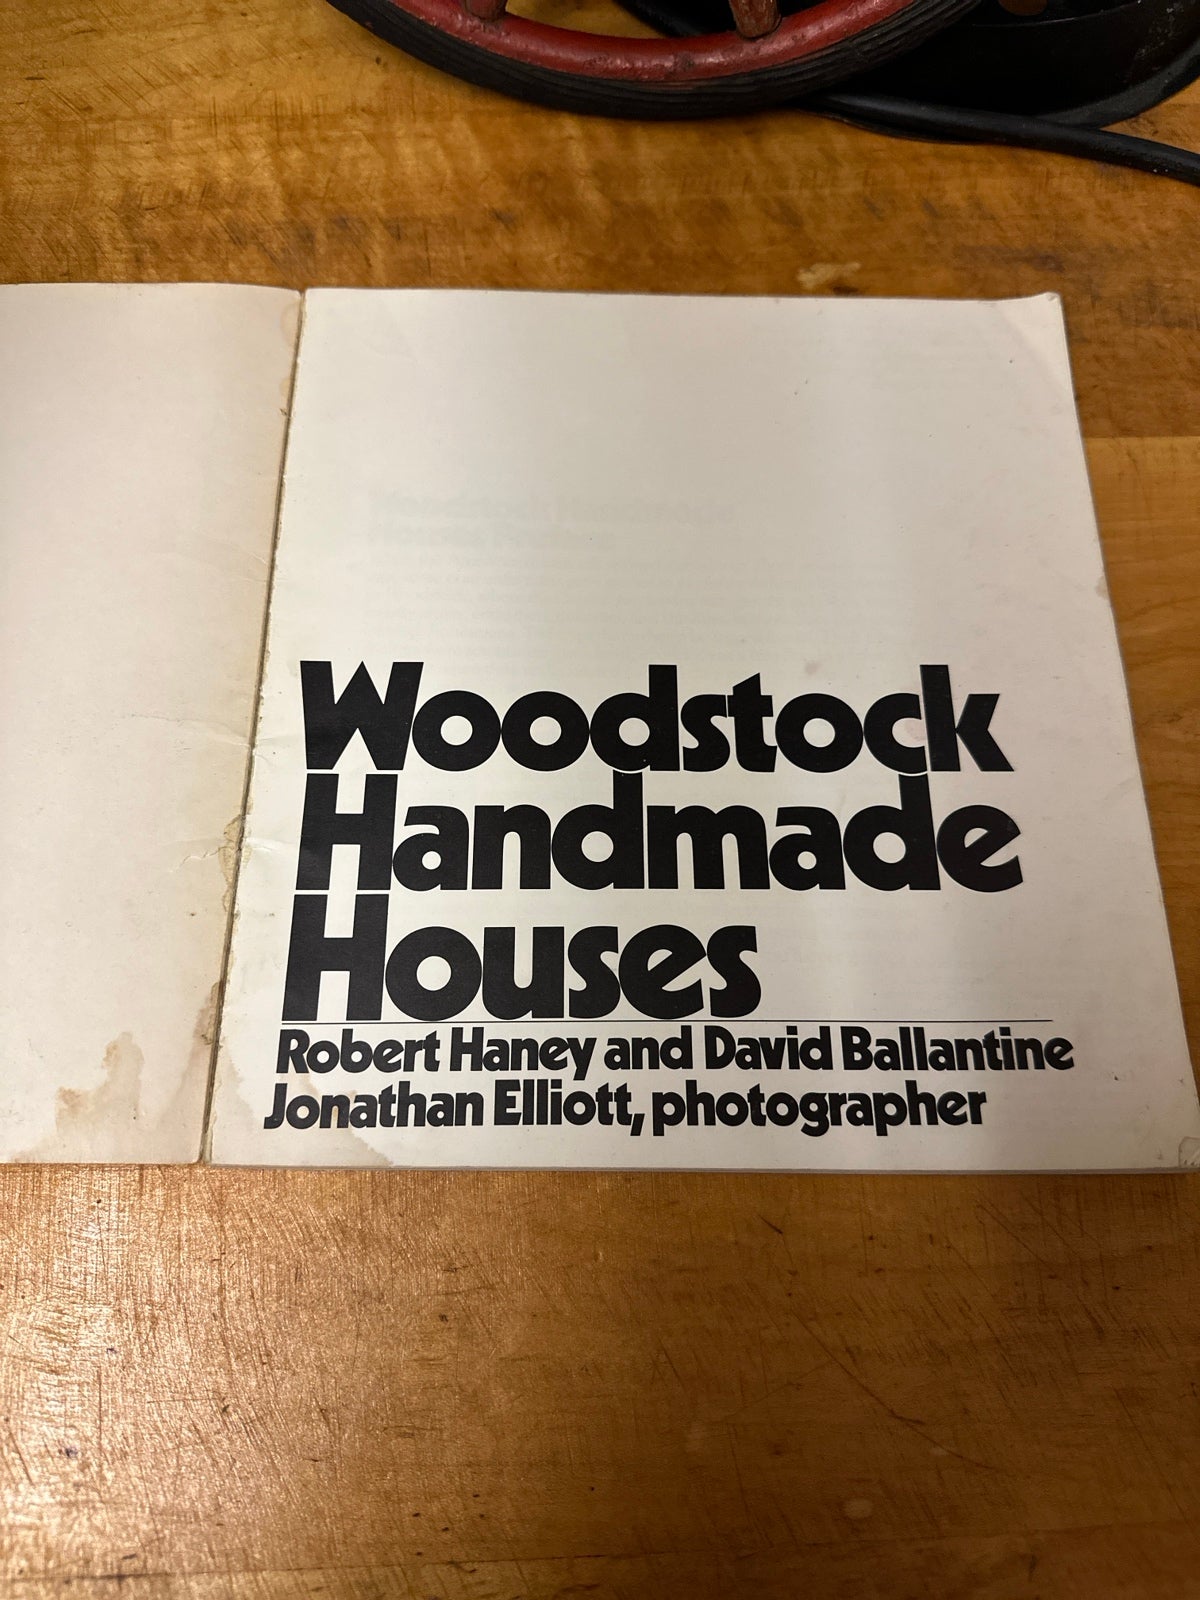 Woodstock
Handmade
Houses
Robert Haney and David Ballantine
Jonathan Elliott, photographer